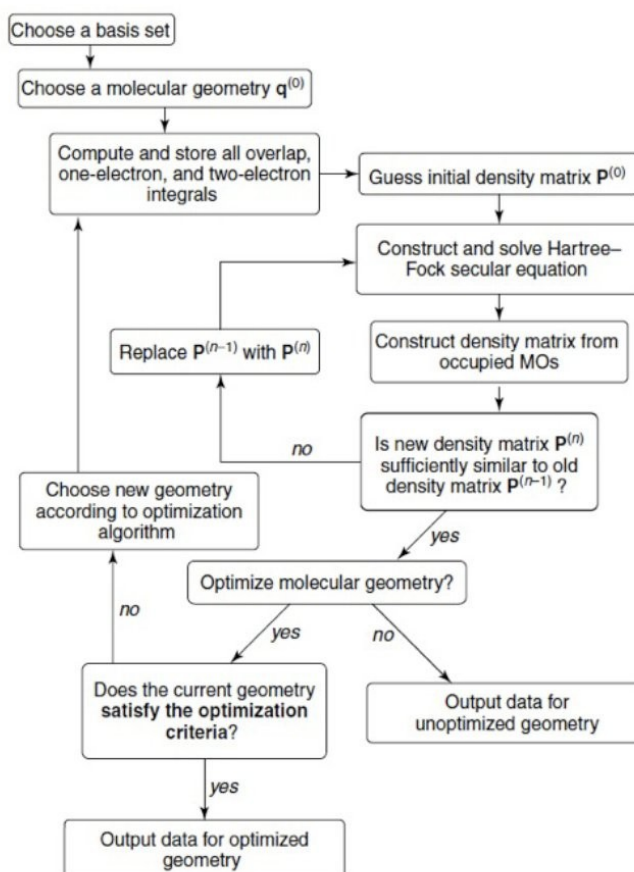 Choose a basis set
Choose a molecular geometry q(0)
Compute and store all overlap,
one-electron, and two-electron
integrals
Guess initial density matrix P(0)
Construct and solve Hartree–
Fock secular equation
Replace P(n–1) with P(n)
Construct density matrix from
occupied MOs
no
Is new density matrix P(n)
sufficiently similar to old
density matrix P(n–1) ?
Choose new geometry
according to optimization
algorithm
yes
Optimize molecular geometry?
no
yes
no
Does the current geometry
satisfy the optimization
criteria?
Output data for
unoptimized geometry
yes
Output data for optimized
geometry